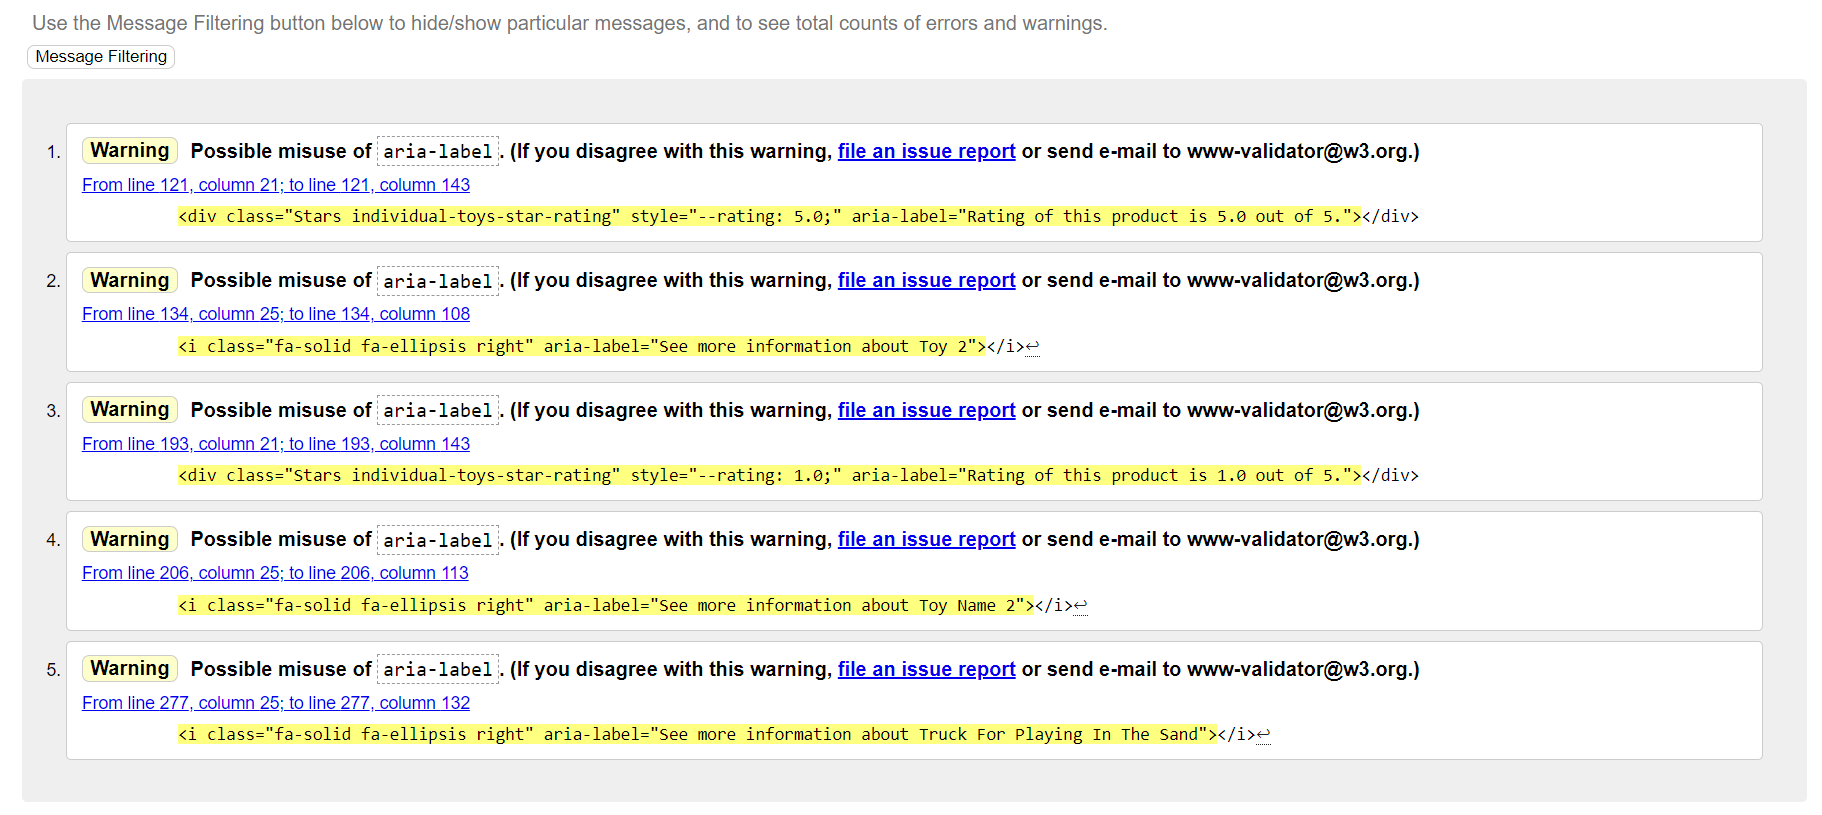 Use the Message Filtering button below to hide/show particular messages, and to see total counts of errors and warnings.
Message Filtering
1. Warning Possible misuse of aria-label. (If you disagree with this warning, file an issue report or send e-mail to www-validator@w3.org.)
From line 121, column 21; to line 121, column 143
<div class="Stars individual-toys-star-rating" style="--rating: 5.0;" aria-label="Rating of this product is 5.0 out of 5."></div>
2. Warning Possible misuse of aria-label. (If you disagree with this warning, file an issue report or send e-mail to www-validator@w3.org.)
From line 134, column 25; to line 134, column 108
<i class="fa-solid fa-ellipsis right" aria-label="See more information about Toy 2"></i>↩
3. Warning Possible misuse of aria-label. (If you disagree with this warning, file an issue report or send e-mail to www-validator@w3.org.)
From line 193, column 21; to line 193, column 143
<div class="Stars individual-toys-star-rating" style="--rating: 1.0;" aria-label="Rating of this product is 1.0 out of 5."></div>
4. Warning Possible misuse of aria-label. (If you disagree with this warning, file an issue report or send e-mail to www-validator@w3.org.)
From line 206, column 25; to line 206, column 113
<i class="fa-solid fa-ellipsis right" aria-label="See more information about Toy Name 2"></i>↩
5. Warning Possible misuse of aria-label. (If you disagree with this warning, file an issue report or send e-mail to www-validator@w3.org.)
From line 277, column 25; to line 277, column 132
<i class="fa-solid fa-ellipsis right" aria-label="See more information about Truck For Playing In The Sand"></i>↩